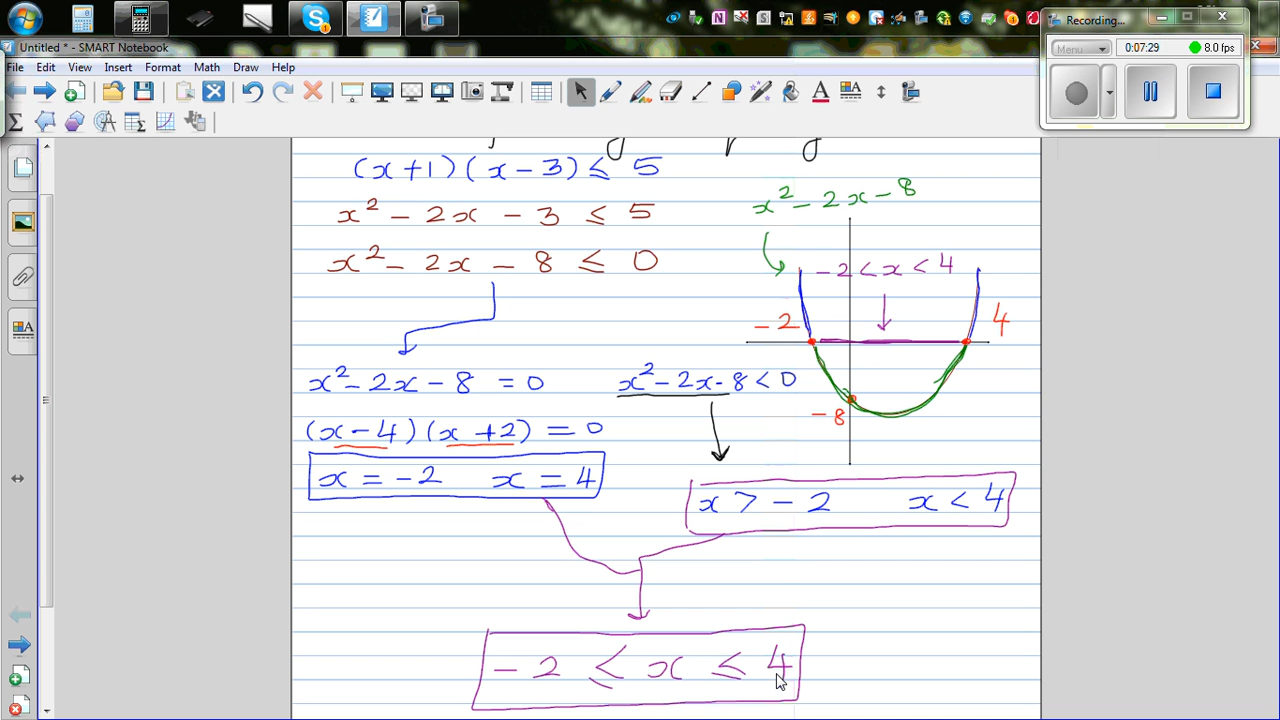 Recording...
Untitled * - SMART Notebook
Menu
0:07:29
8.0 fps
File Edit View Insert Format Math Draw Help
(x+1)(x-3) ≤ 5
x² - 2x - 3 ≤ 5
x² - 2x - 8 ≤ 0
x² - 2x - 8
-2 < x < 4
-2
4
-8
x² - 2x - 8 = 0
x² - 2x - 8 < 0
(x-4)(x+2) = 0
x = -2 x = 4
x > -2 x < 4
-2 ≤ x ≤ 4